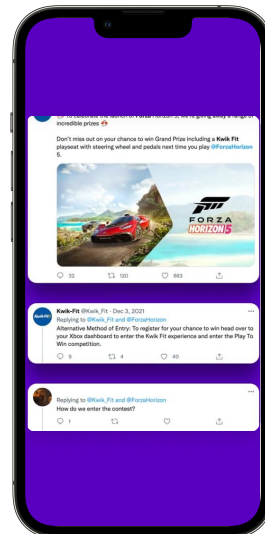 To celebrate the launch of Forza Horizon 5, we're giving away a range of
incredible prizes
Don't miss out on your chance to win Grand Prize including a Kwik Fit
playseat with steering wheel and pedals next time you play @ForzaHorizon
5.
FORZA
HORIZON 5
32 120 663
Kwik-Fit @Kwik_Fit · Dec 3, 2021
Replying to @Kwik_Fit and @ForzaHorizon
Alternative Method of Entry: To register for your chance to win head over to
your Xbox dashboard to enter the Kwik Fit experience and enter the Play To
Win competition.
5 4 40
Replying to @Kwik_Fit and @ForzaHorizon
How do we enter the contest?
1